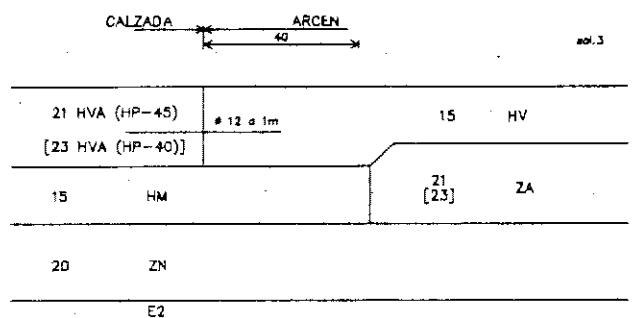 CALZADA ARCEN
40
sol.3
21 HVA (HP-45)
[23 HVA (HP-40)]
# 12 a 1m
15 HV
21
[23]
ZA
15 HM
20 ZN
E2